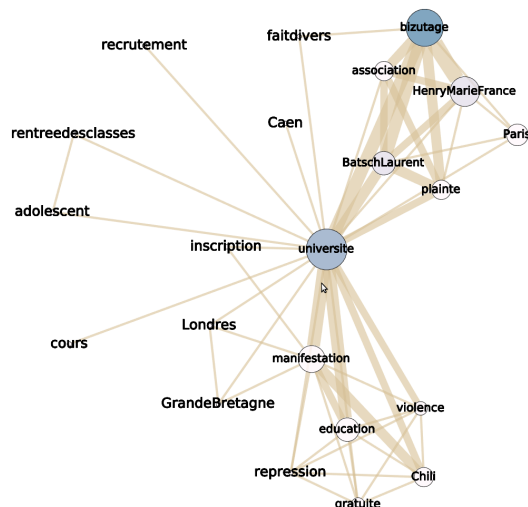 bizutage
faitdivers
recrutement
association
HenryMarieFrance
Caen
rentreedesclasses
Paris
BatschLaurent
plainte
adolescent
inscription
universite
Londres
cours
manifestation
GrandeBretagne
violence
education
repression
Chili
gratuite